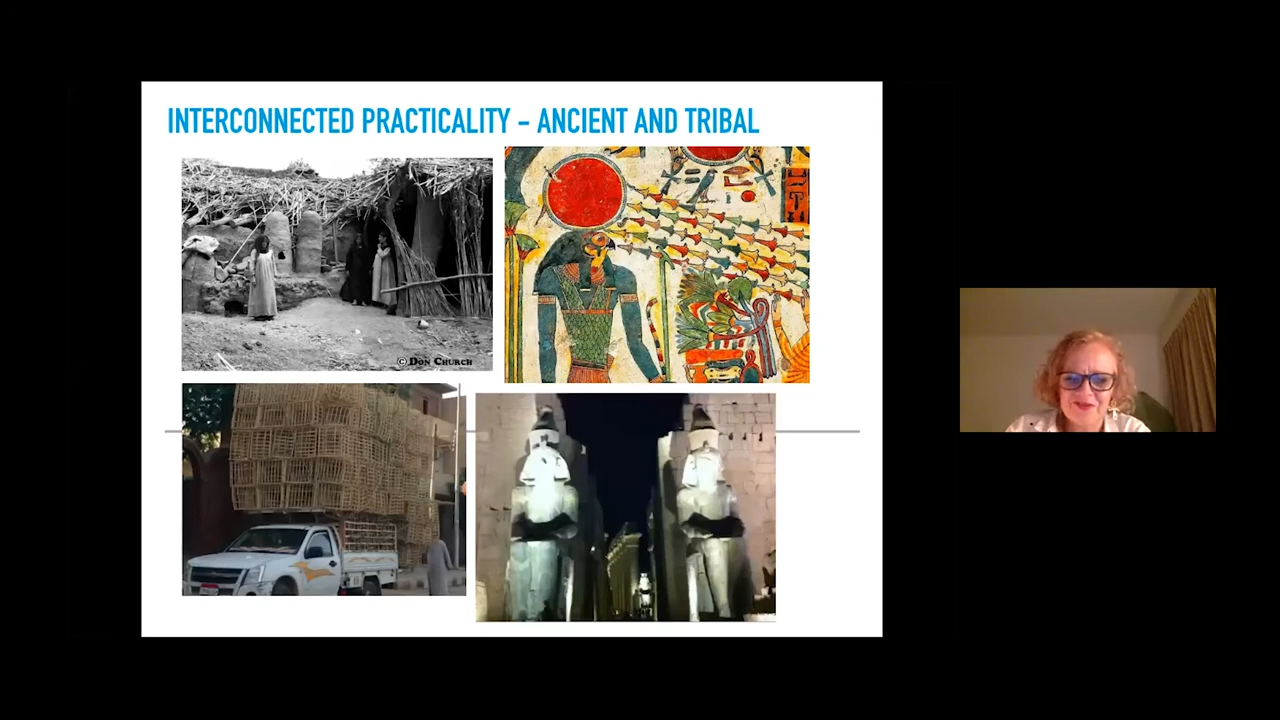 INTERCONNECTED PRACTICALITY - ANCIENT AND TRIBAL
© DON CHURCH